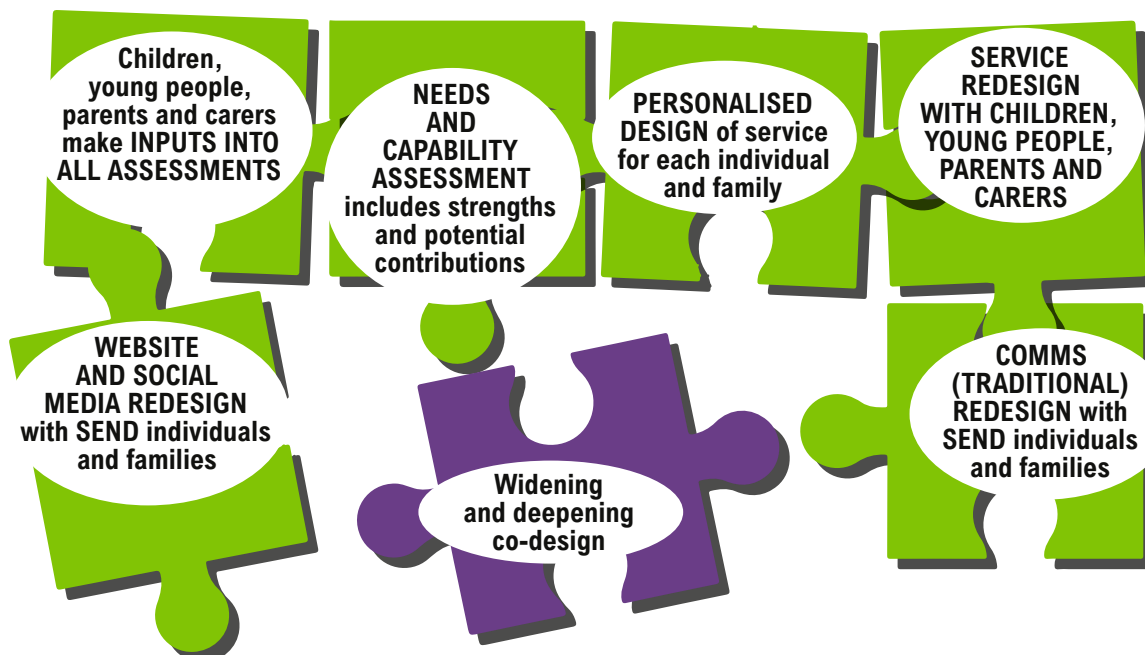 Children,
young people,
parents and carers
make INPUTS INTO
ALL ASSESSMENTS
NEEDS
AND
CAPABILITY
ASSESSMENT
includes strengths
and potential
contributions
PERSONALISED
DESIGN of service
for each individual
and family
SERVICE
REDESIGN
WITH CHILDREN,
YOUNG PEOPLE,
PARENTS AND
CARERS
WEBSITE
AND SOCIAL
MEDIA REDESIGN
with SEND individuals
and families
Widening
and deepening
co-design
COMMS
(TRADITIONAL)
REDESIGN with
SEND individuals
and families